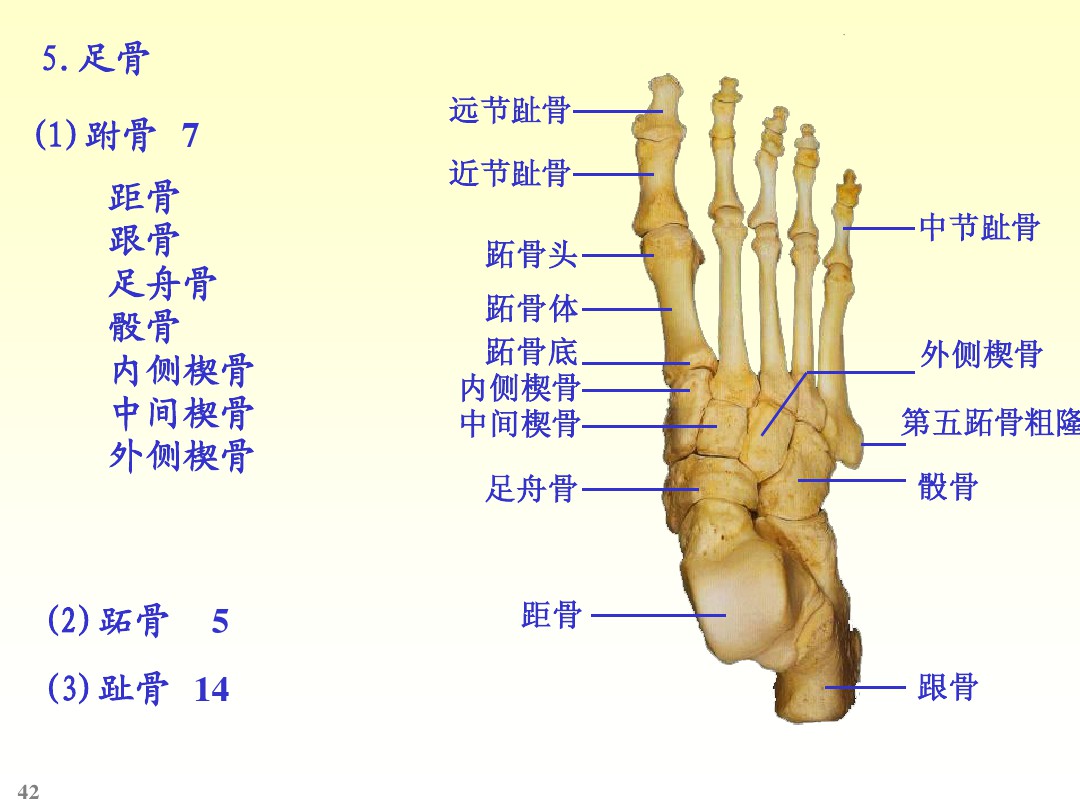 5.足骨
(1)跗骨 7
距骨
跟骨
足舟骨
骰骨
内侧楔骨
中间楔骨
外侧楔骨
(2)跖骨 5
(3)趾骨 14
远节趾骨
近节趾骨
跖骨头
跖骨体
跖骨底
内侧楔骨
中间楔骨
足舟骨
距骨
中节趾骨
外侧楔骨
第五跖骨粗隆
骰骨
跟骨
42